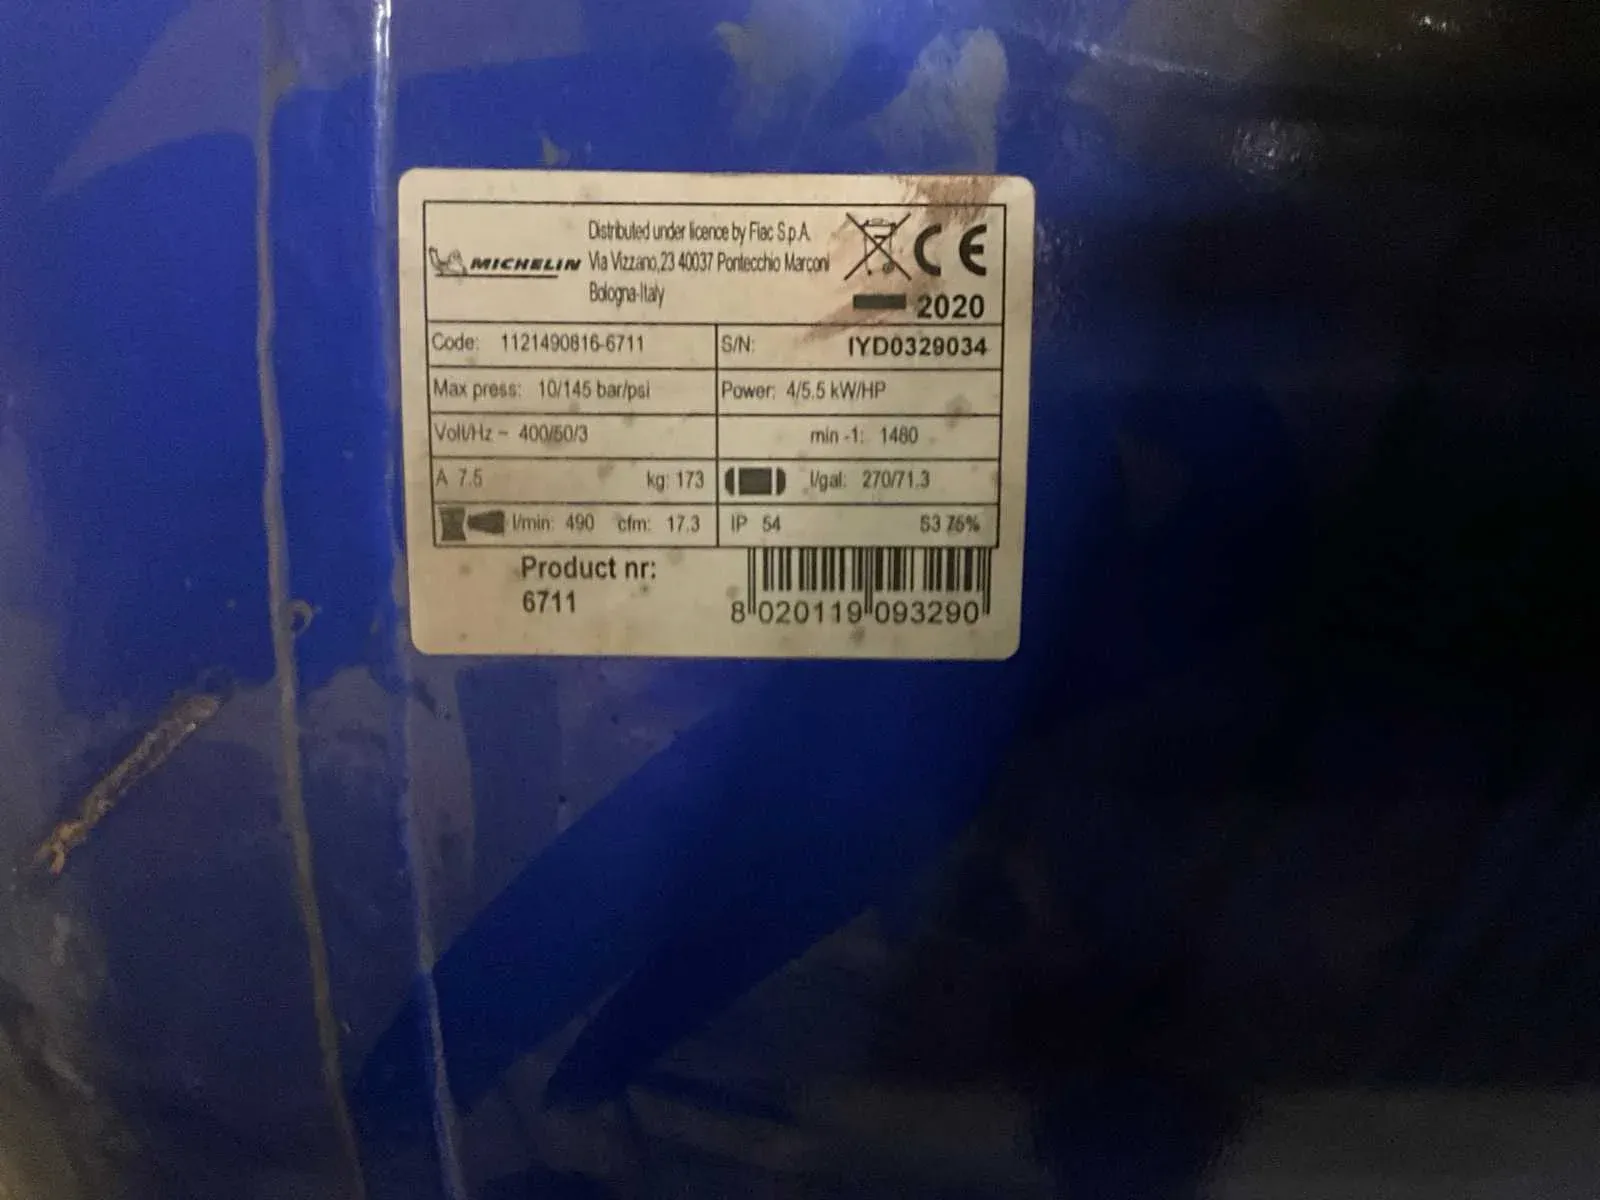 MICHELIN
Distributed under licence by Fiac S.p.A.
Via Vizzano,23 40037 Pontecchio Marconi
Bologna-Italy
CE
2020
Code: 1121490816-6711
S/N: IYD0329034
Max press: 10/145 bar/psi
Power: 4/5.5 kW/HP
Volt/Hz ~ 400/50/3
min -1: 1480
A 7.5 kg: 173
l/gal: 270/71.3
l/min: 490 cfm: 17.3
IP 54 S3 75%
Product nr:
6711
8 020119 093290